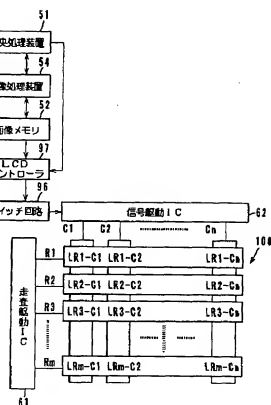 51
央処理装置
54
像処理装置
52
画像メモリ
97
LCD
ントローラ
96
イッチ回路
信号駆動IC
62
C1 C2 Cn
100
R1 LR1-C1 LR1-C2 LR1-Cn
R2 LR2-C1 LR2-C2 LR2-Cn
R3 LR3-C1 LR3-C2 LR3-Cn
Rm LRm-C1 LRm-C2 LRm-Cn
走査駆動IC
61